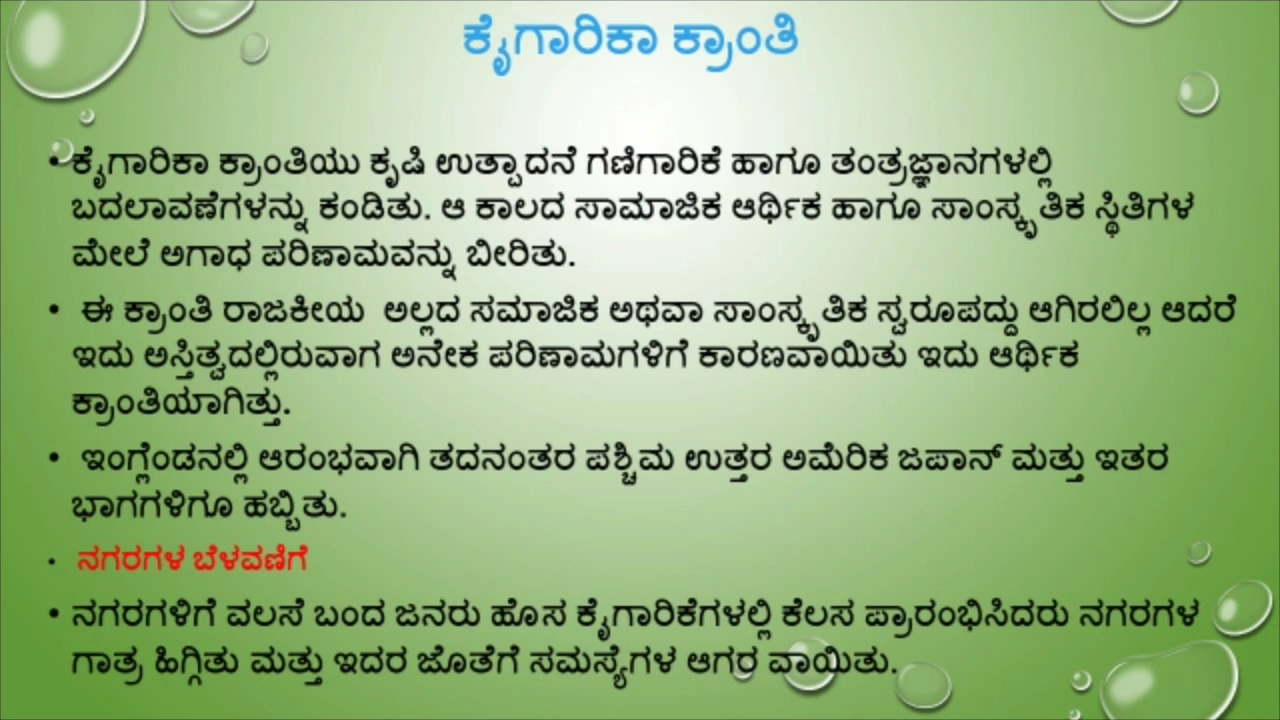 ಕೈಗಾರಿಕಾ ಕ್ರಾಂತಿ
• ಕೈಗಾರಿಕಾ ಕ್ರಾಂತಿಯು ಕೃಷಿ ಉತ್ಪಾದನೆ ಗಣಿಗಾರಿಕೆ ಹಾಗೂ ತಂತ್ರಜ್ಞಾನಗಳಲ್ಲಿ
ಬದಲಾವಣೆಗಳನ್ನು ಕಂಡಿತು. ಆ ಕಾಲದ ಸಾಮಾಜಿಕ ಆರ್ಥಿಕ ಹಾಗೂ ಸಾಂಸ್ಕೃತಿಕ ಸ್ಥಿತಿಗಳ
ಮೇಲೆ ಅಗಾಧ ಪರಿಣಾಮವನ್ನು ಬೀರಿತು.
• ಈ ಕ್ರಾಂತಿ ರಾಜಕೀಯ ಅಲ್ಲದ ಸಮಾಜಿಕ ಅಥವಾ ಸಾಂಸ್ಕೃತಿಕ ಸ್ವರೂಪದ್ದು ಆಗಿರಲಿಲ್ಲ ಆದರೆ
ಇದು ಅಸ್ತಿತ್ವದಲ್ಲಿರುವಾಗ ಅನೇಕ ಪರಿಣಾಮಗಳಿಗೆ ಕಾರಣವಾಯಿತು ಇದು ಆರ್ಥಿಕ
ಕ್ರಾಂತಿಯಾಗಿತ್ತು.
• ಇಂಗ್ಲೆಂಡನಲ್ಲಿ ಆರಂಭವಾಗಿ ತದನಂತರ ಪಶ್ಚಿಮ ಉತ್ತರ ಅಮೆರಿಕ ಜಪಾನ್ ಮತ್ತು ಇತರ
ಭಾಗಗಳಿಗೂ ಹಬ್ಬಿತು.
• ನಗರಗಳ ಬೆಳವಣಿಗೆ
• ನಗರಗಳಿಗೆ ವಲಸೆ ಬಂದ ಜನರು ಹೊಸ ಕೈಗಾರಿಕೆಗಳಲ್ಲಿ ಕೆಲಸ ಪ್ರಾರಂಭಿಸಿದರು ನಗರಗಳ
ಗಾತ್ರ ಹಿಗ್ಗಿತು ಮತ್ತು ಇದರ ಜೊತೆಗೆ ಸಮಸ್ಯೆಗಳ ಆಗರ ವಾಯಿತು.